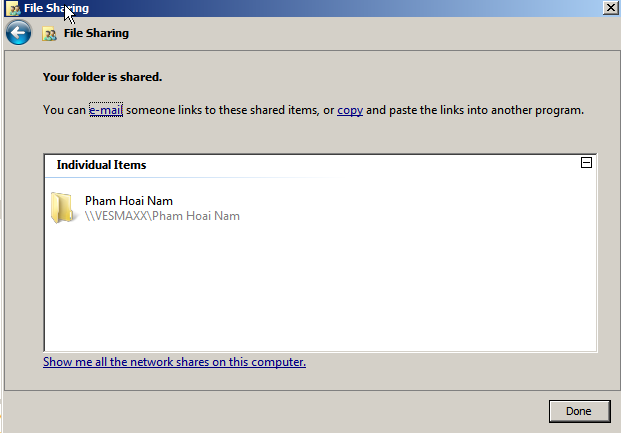 File Sharing
File Sharing
Your folder is shared.
You can e-mail someone links to these shared items, or copy and paste the links into another program.
Individual Items
Pham Hoai Nam
\\VESMAXX\Pham Hoai Nam
Show me all the network shares on this computer.
Done